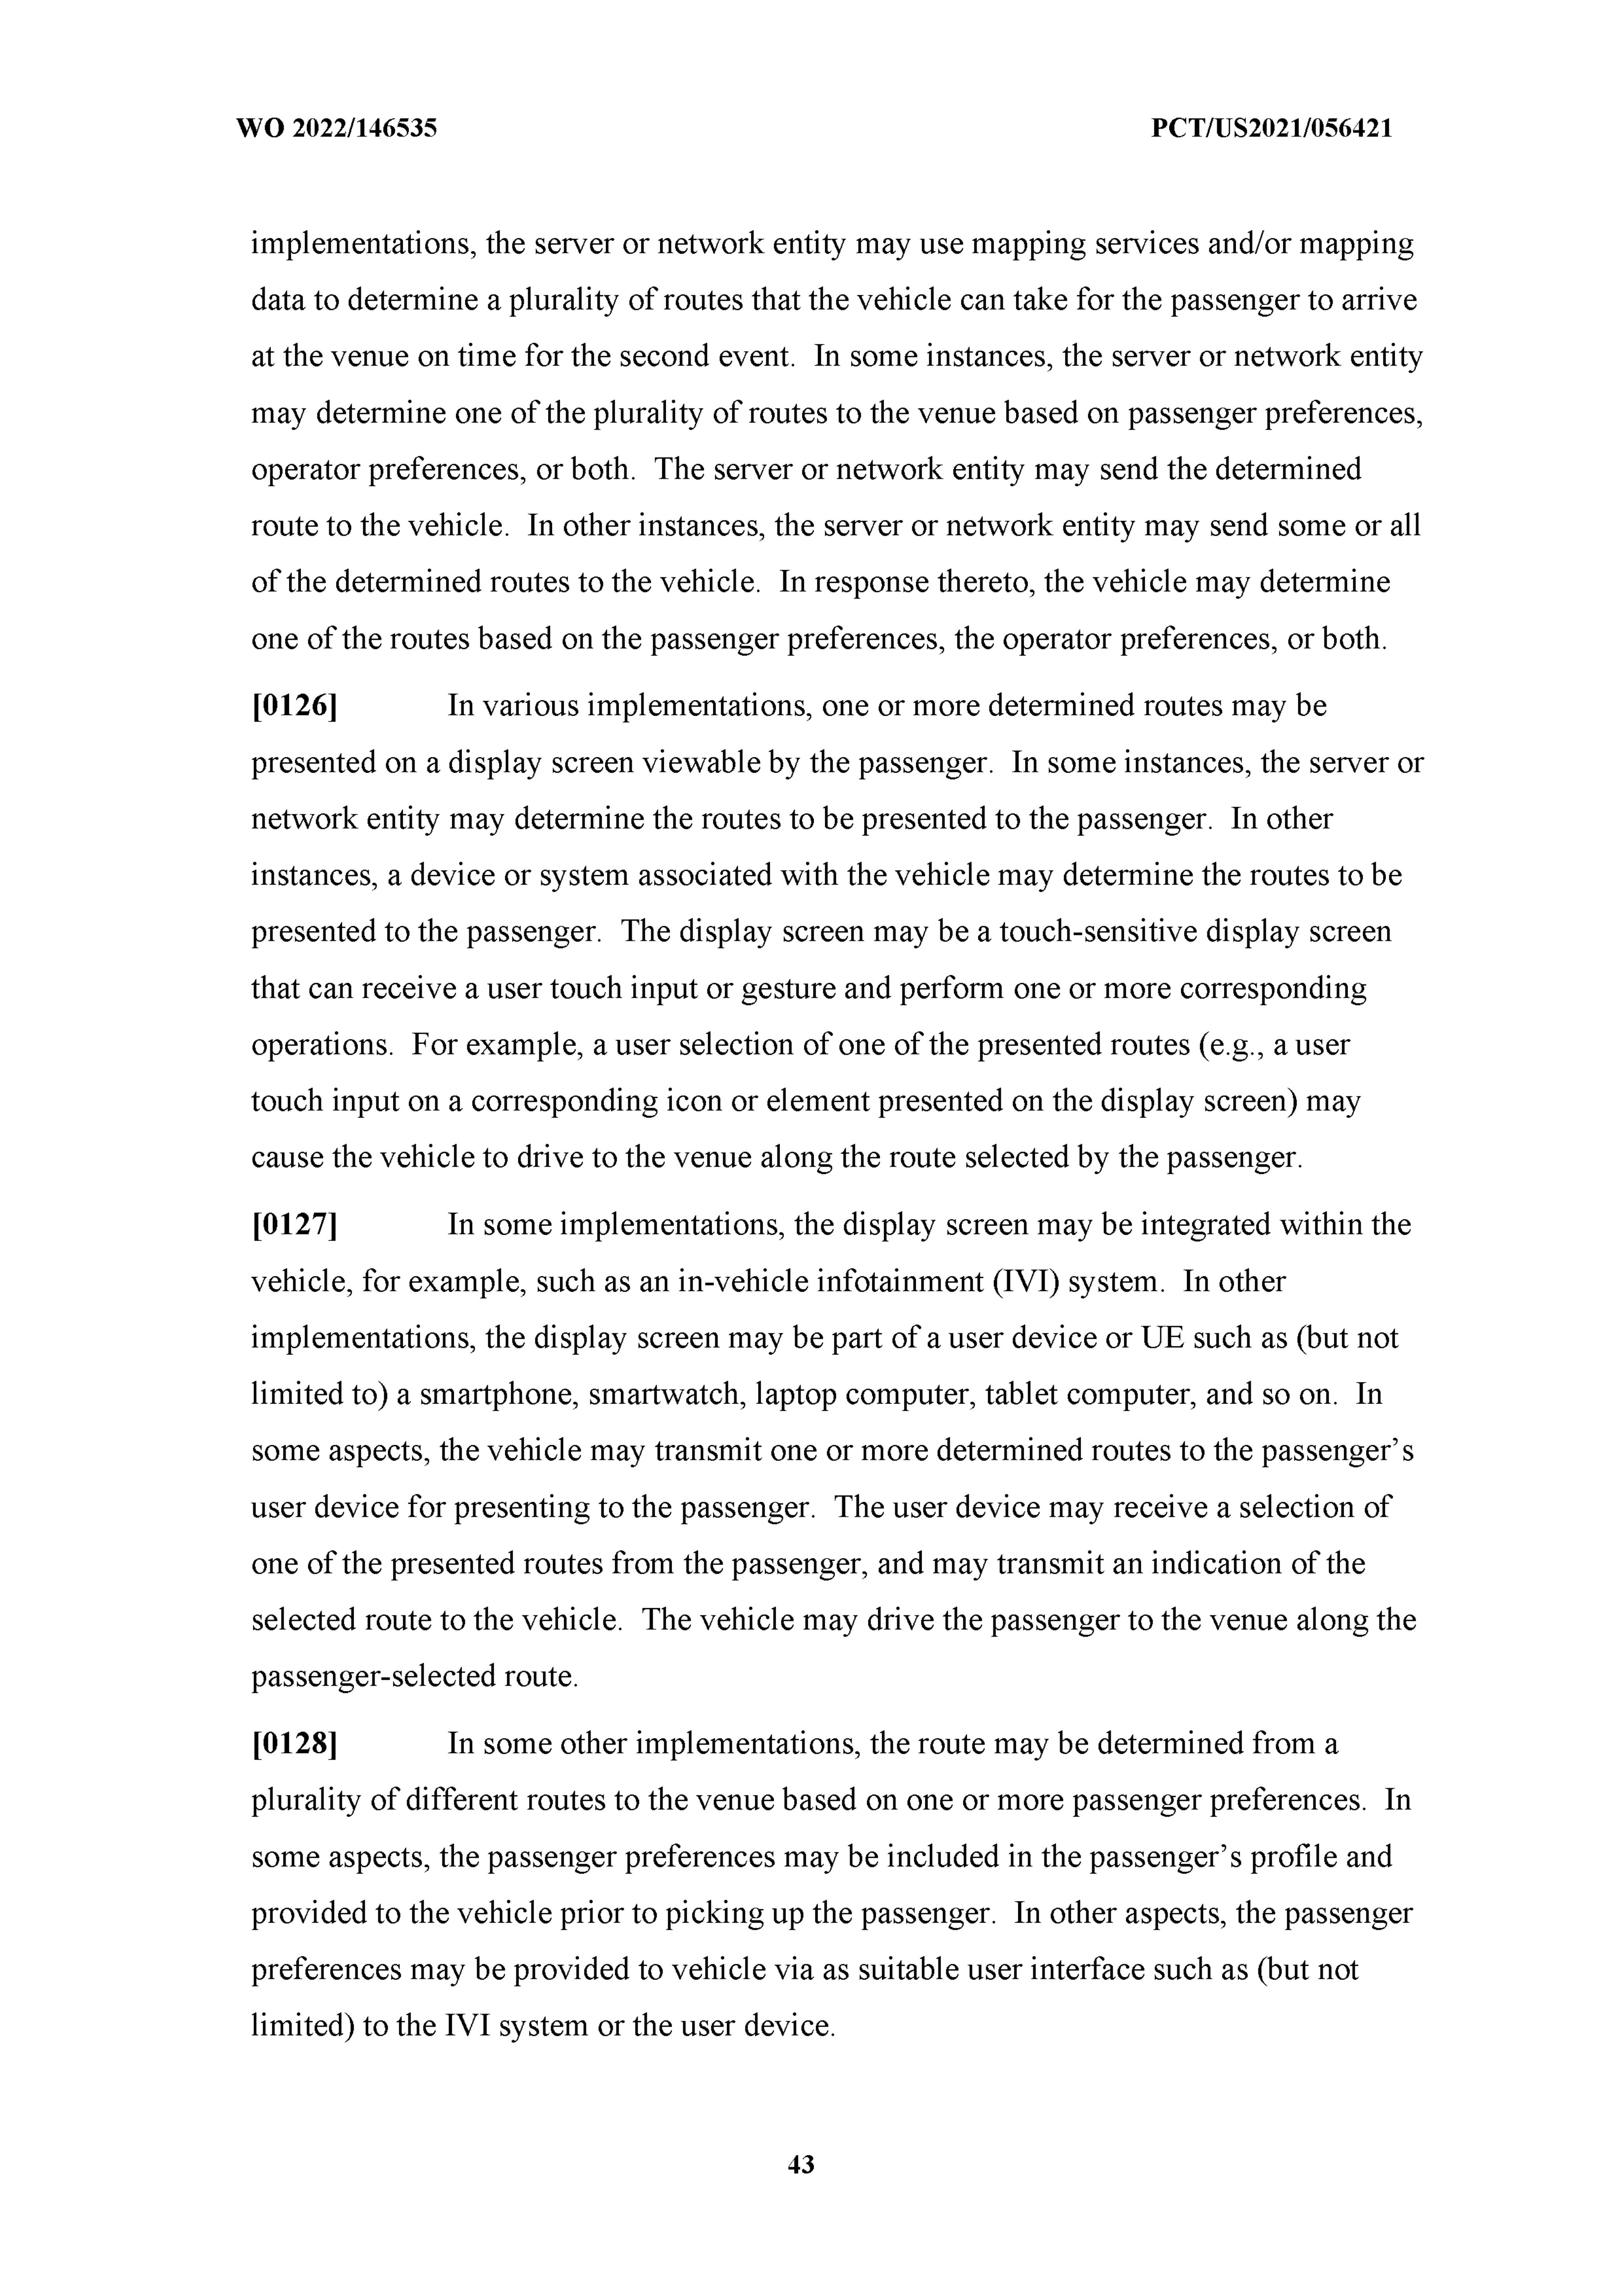 WO 2022/146535 PCT/US2021/056421
implementations, the server or network entity may use mapping services and/or mapping
data to determine a plurality of routes that the vehicle can take for the passenger to arrive
at the venue on time for the second event. In some instances, the server or network entity
may determine one of the plurality of routes to the venue based on passenger preferences,
operator preferences, or both. The server or network entity may send the determined
route to the vehicle. In other instances, the server or network entity may send some or all
of the determined routes to the vehicle. In response thereto, the vehicle may determine
one of the routes based on the passenger preferences, the operator preferences, or both.
[0126] In various implementations, one or more determined routes may be
presented on a display screen viewable by the passenger. In some instances, the server or
network entity may determine the routes to be presented to the passenger. In other
instances, a device or system associated with the vehicle may determine the routes to be
presented to the passenger. The display screen may be a touch-sensitive display screen
that can receive a user touch input or gesture and perform one or more corresponding
operations. For example, a user selection of one of the presented routes (e.g., a user
touch input on a corresponding icon or element presented on the display screen) may
cause the vehicle to drive to the venue along the route selected by the passenger.
[0127] In some implementations, the display screen may be integrated within the
vehicle, for example, such as an in-vehicle infotainment (IVI) system. In other
implementations, the display screen may be part of a user device or UE such as (but not
limited to) a smartphone, smartwatch, laptop computer, tablet computer, and so on. In
some aspects, the vehicle may transmit one or more determined routes to the passenger’s
user device for presenting to the passenger. The user device may receive a selection of
one of the presented routes from the passenger, and may transmit an indication of the
selected route to the vehicle. The vehicle may drive the passenger to the venue along the
passenger-selected route.
[0128] In some other implementations, the route may be determined from a
plurality of different routes to the venue based on one or more passenger preferences. In
some aspects, the passenger preferences may be included in the passenger’s profile and
provided to the vehicle prior to picking up the passenger. In other aspects, the passenger
preferences may be provided to vehicle via as suitable user interface such as (but not
limited) to the IVI system or the user device.
43